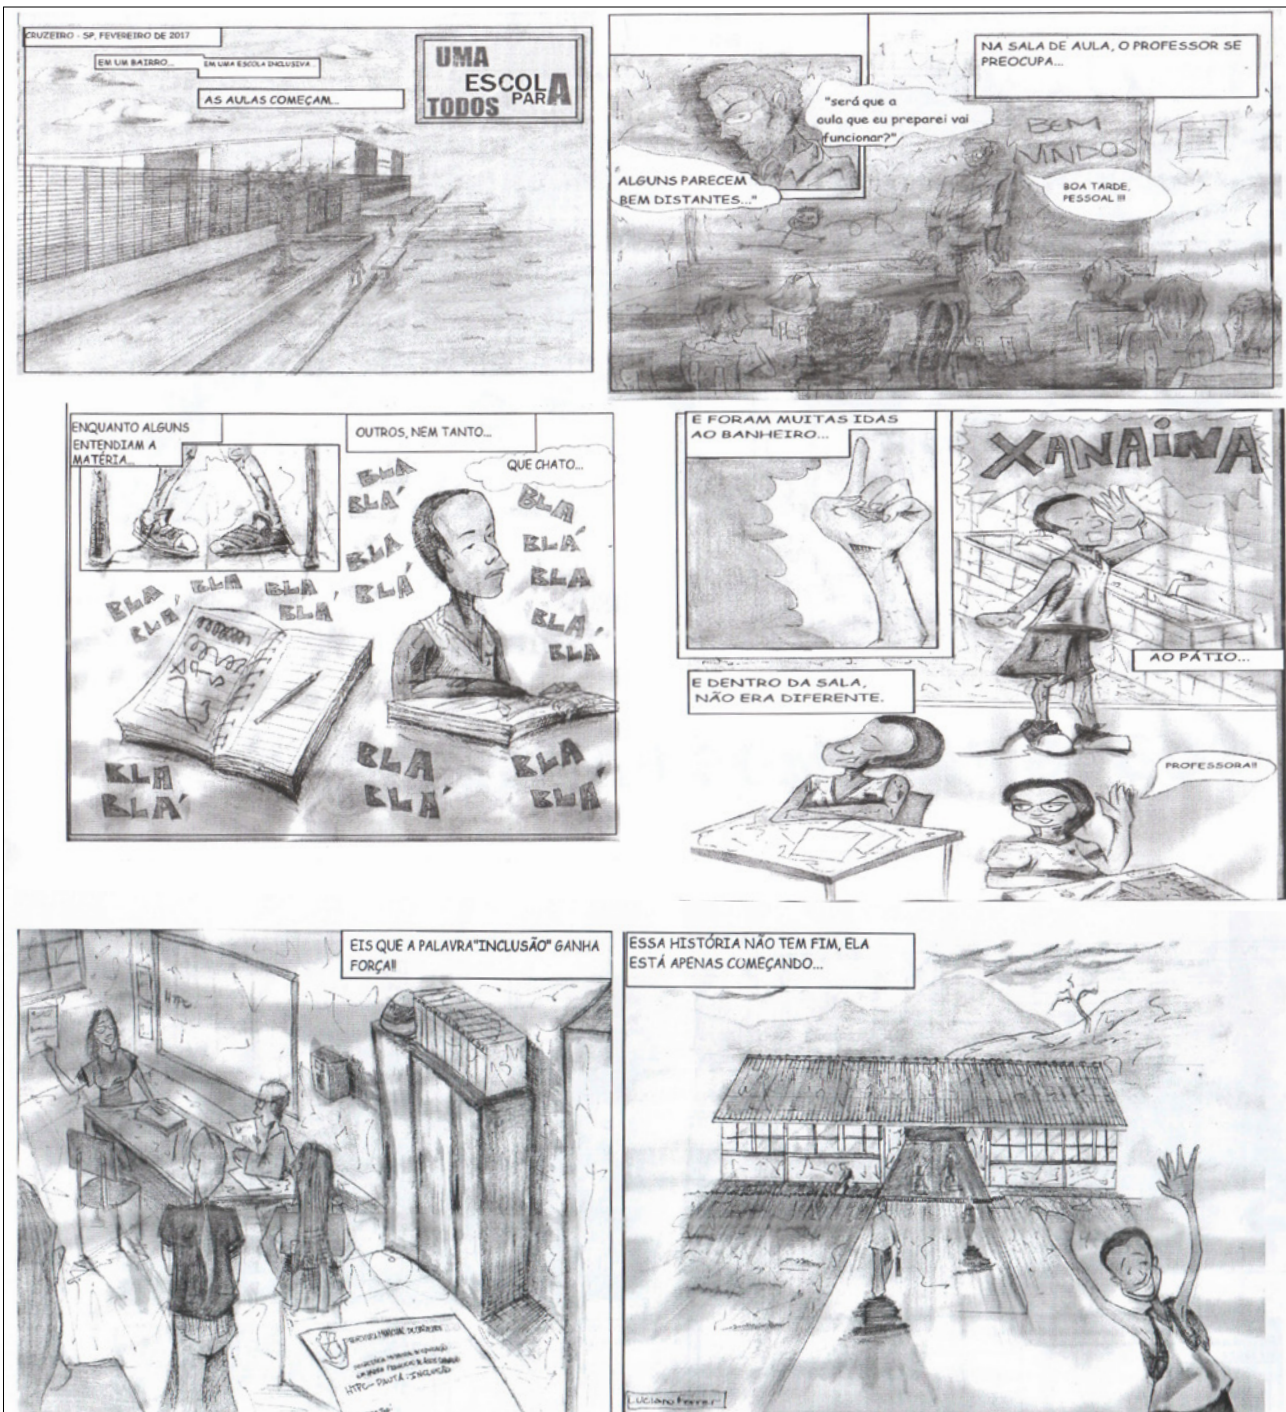 CRUZEIRO - SP, FEVEREIRO DE 2017
EM UM BAIRRO...
EM UMA ESCOLA INCLUSIVA...
AS AULAS COMEÇAM...
UMA
ESCOLA
PARA
TODOS
NA SALA DE AULA, O PROFESSOR SE
PREOCUPA...
"será que a
aula que eu preparei vai
funcionar?"
ALGUNS PARECEM
BEM DISTANTES..."
BEM
VINDOS
BOA TARDE,
PESSOAL !!!
ENQUANTO ALGUNS
ENTENDIAM A
MATÉRIA...
OUTROS, NEM TANTO...
QUE CHATO...
BLA
BLÁ
BLA
BLÁ
BLA
BLÁ
BLA
BLÁ
BLA
BLA
BLÁ
BLA
BLA
BLÁ
BLÁ
BLA
BLÁ
BLA
BLÁ
BLA
BLÁ
E FORAM MUITAS IDAS
AO BANHEIRO...
XANAINA
AO PÁTIO...
E DENTRO DA SALA,
NÃO ERA DIFERENTE.
PROFESSORA!!
EIS QUE A PALAVRA"INCLUSÃO" GANHA
FORÇA!!
HTPC
HTPC - PAUTA: INCLUSÃO
ESSA HISTÓRIA NÃO TEM FIM, ELA
ESTÁ APENAS COMEÇANDO...
Luciano Ferrer